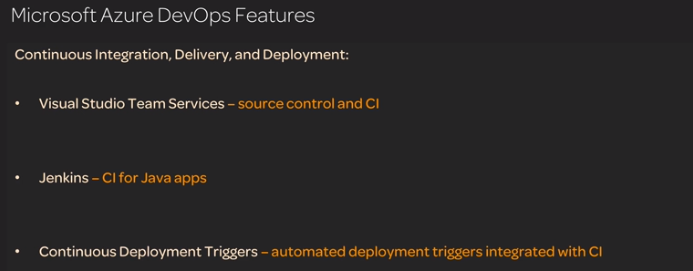 Microsoft Azure DevOps Features
Continuous Integration, Delivery, and Deployment:
• Visual Studio Team Services – source control and CI
• Jenkins – CI for Java apps
• Continuous Deployment Triggers – automated deployment triggers integrated with CI